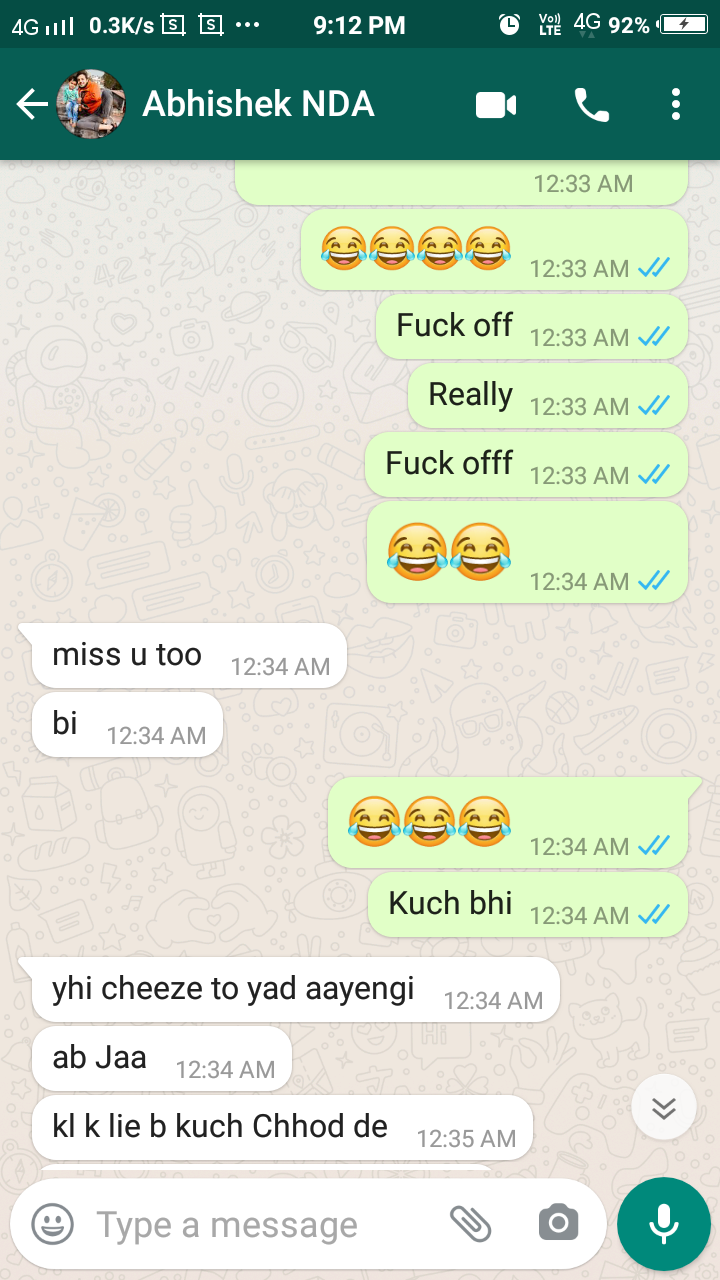 4G 0.3K/s S S ... 9:12 PM Vo) LTE 4G 92%
Abhishek NDA
12:33 AM
😂😂😂😂 12:33 AM
Fuck off 12:33 AM
Really 12:33 AM
Fuck offf 12:33 AM
😂😂 12:34 AM
miss u too 12:34 AM
bi 12:34 AM
😂😂😂 12:34 AM
Kuch bhi 12:34 AM
yhi cheeze to yad aayengi 12:34 AM
ab Jaa 12:34 AM
kl k lie b kuch Chhod de 12:35 AM
Type a message